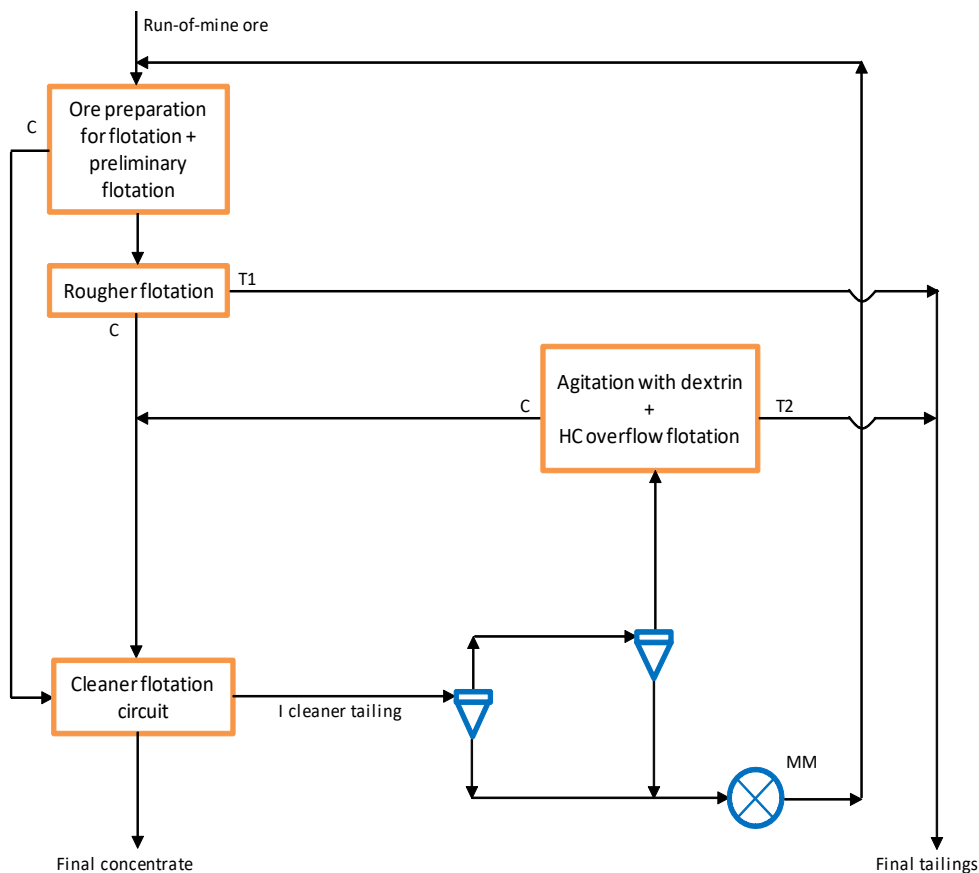 Run-of-mine ore
C
Ore preparation
for flotation +
preliminary
flotation
Rougher flotation
T1
C
Agitation with dextrin
+
HC overflow flotation
C
T2
Cleaner flotation
circuit
I cleaner tailing
MM
Final concentrate
Final tailings